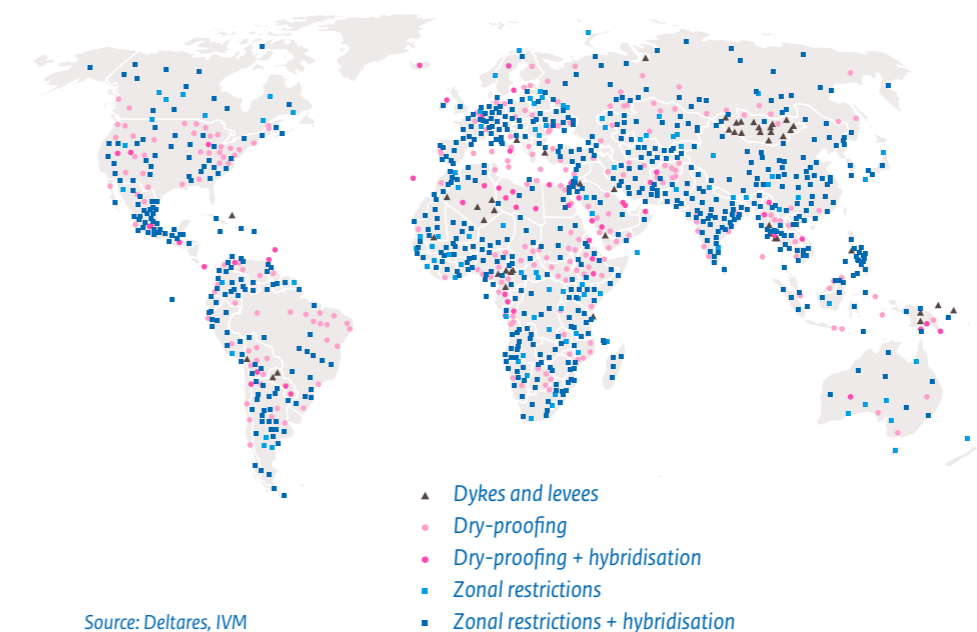 Dykes and levees
Dry-proofing
Dry-proofing + hybridisation
Zonal restrictions
Source: Deltares, IVM
Zonal restrictions + hybridisation